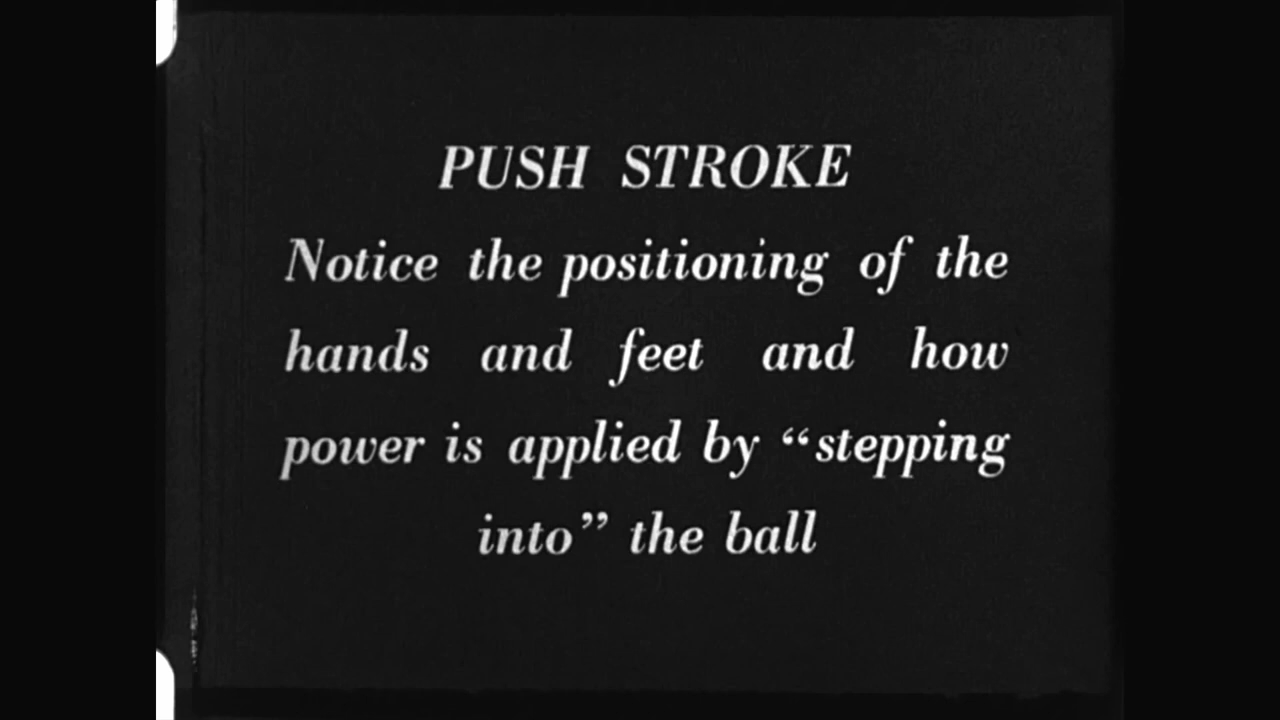 PUSH STROKE
Notice the positioning of the
hands and feet and how
power is applied by “stepping
into” the ball